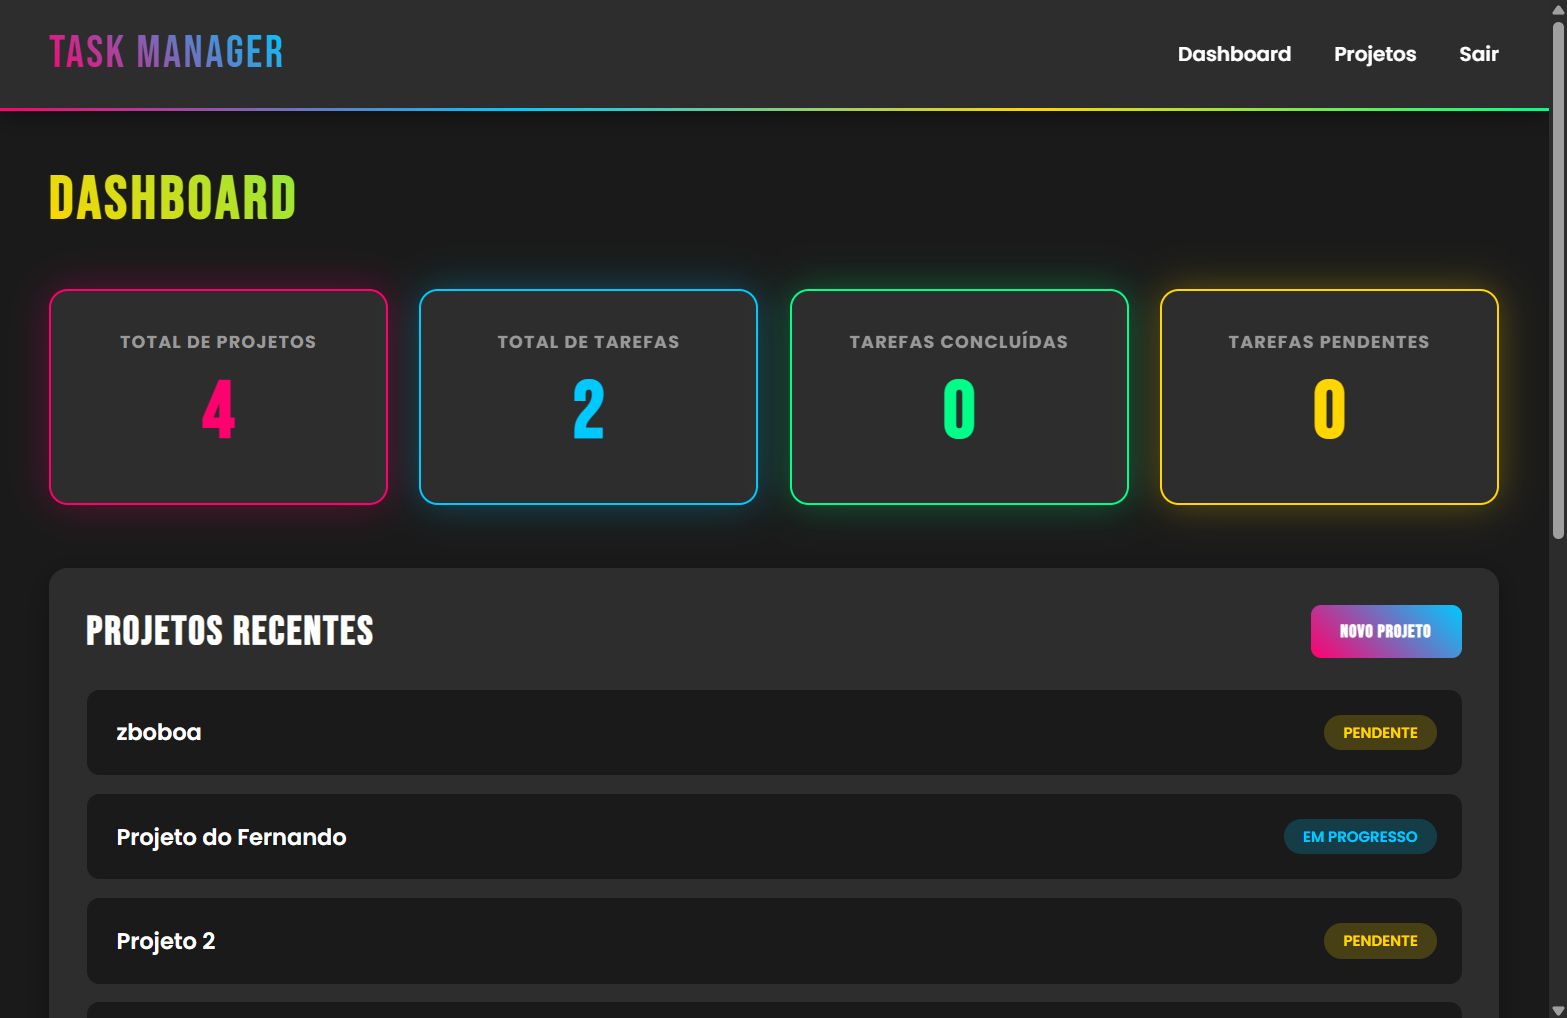 TASK MANAGER
Dashboard Projetos Sair
DASHBOARD
TOTAL DE PROJETOS
4
TOTAL DE TAREFAS
2
TAREFAS CONCLUÍDAS
0
TAREFAS PENDENTES
0
PROJETOS RECENTES
NOVO PROJETO
zboboa
PENDENTE
Projeto do Fernando
EM PROGRESSO
Projeto 2
PENDENTE